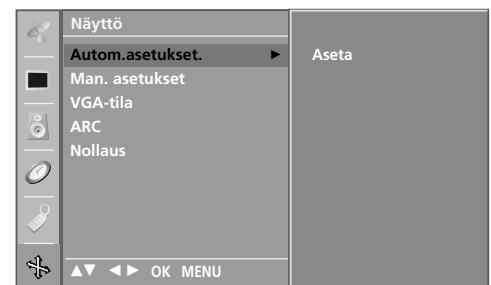 Näyttö
Autom.asetukset. ► Aseta
Man. asetukset
VGA-tila
ARC
Nollaus
▲▼ ◄► OK MENU